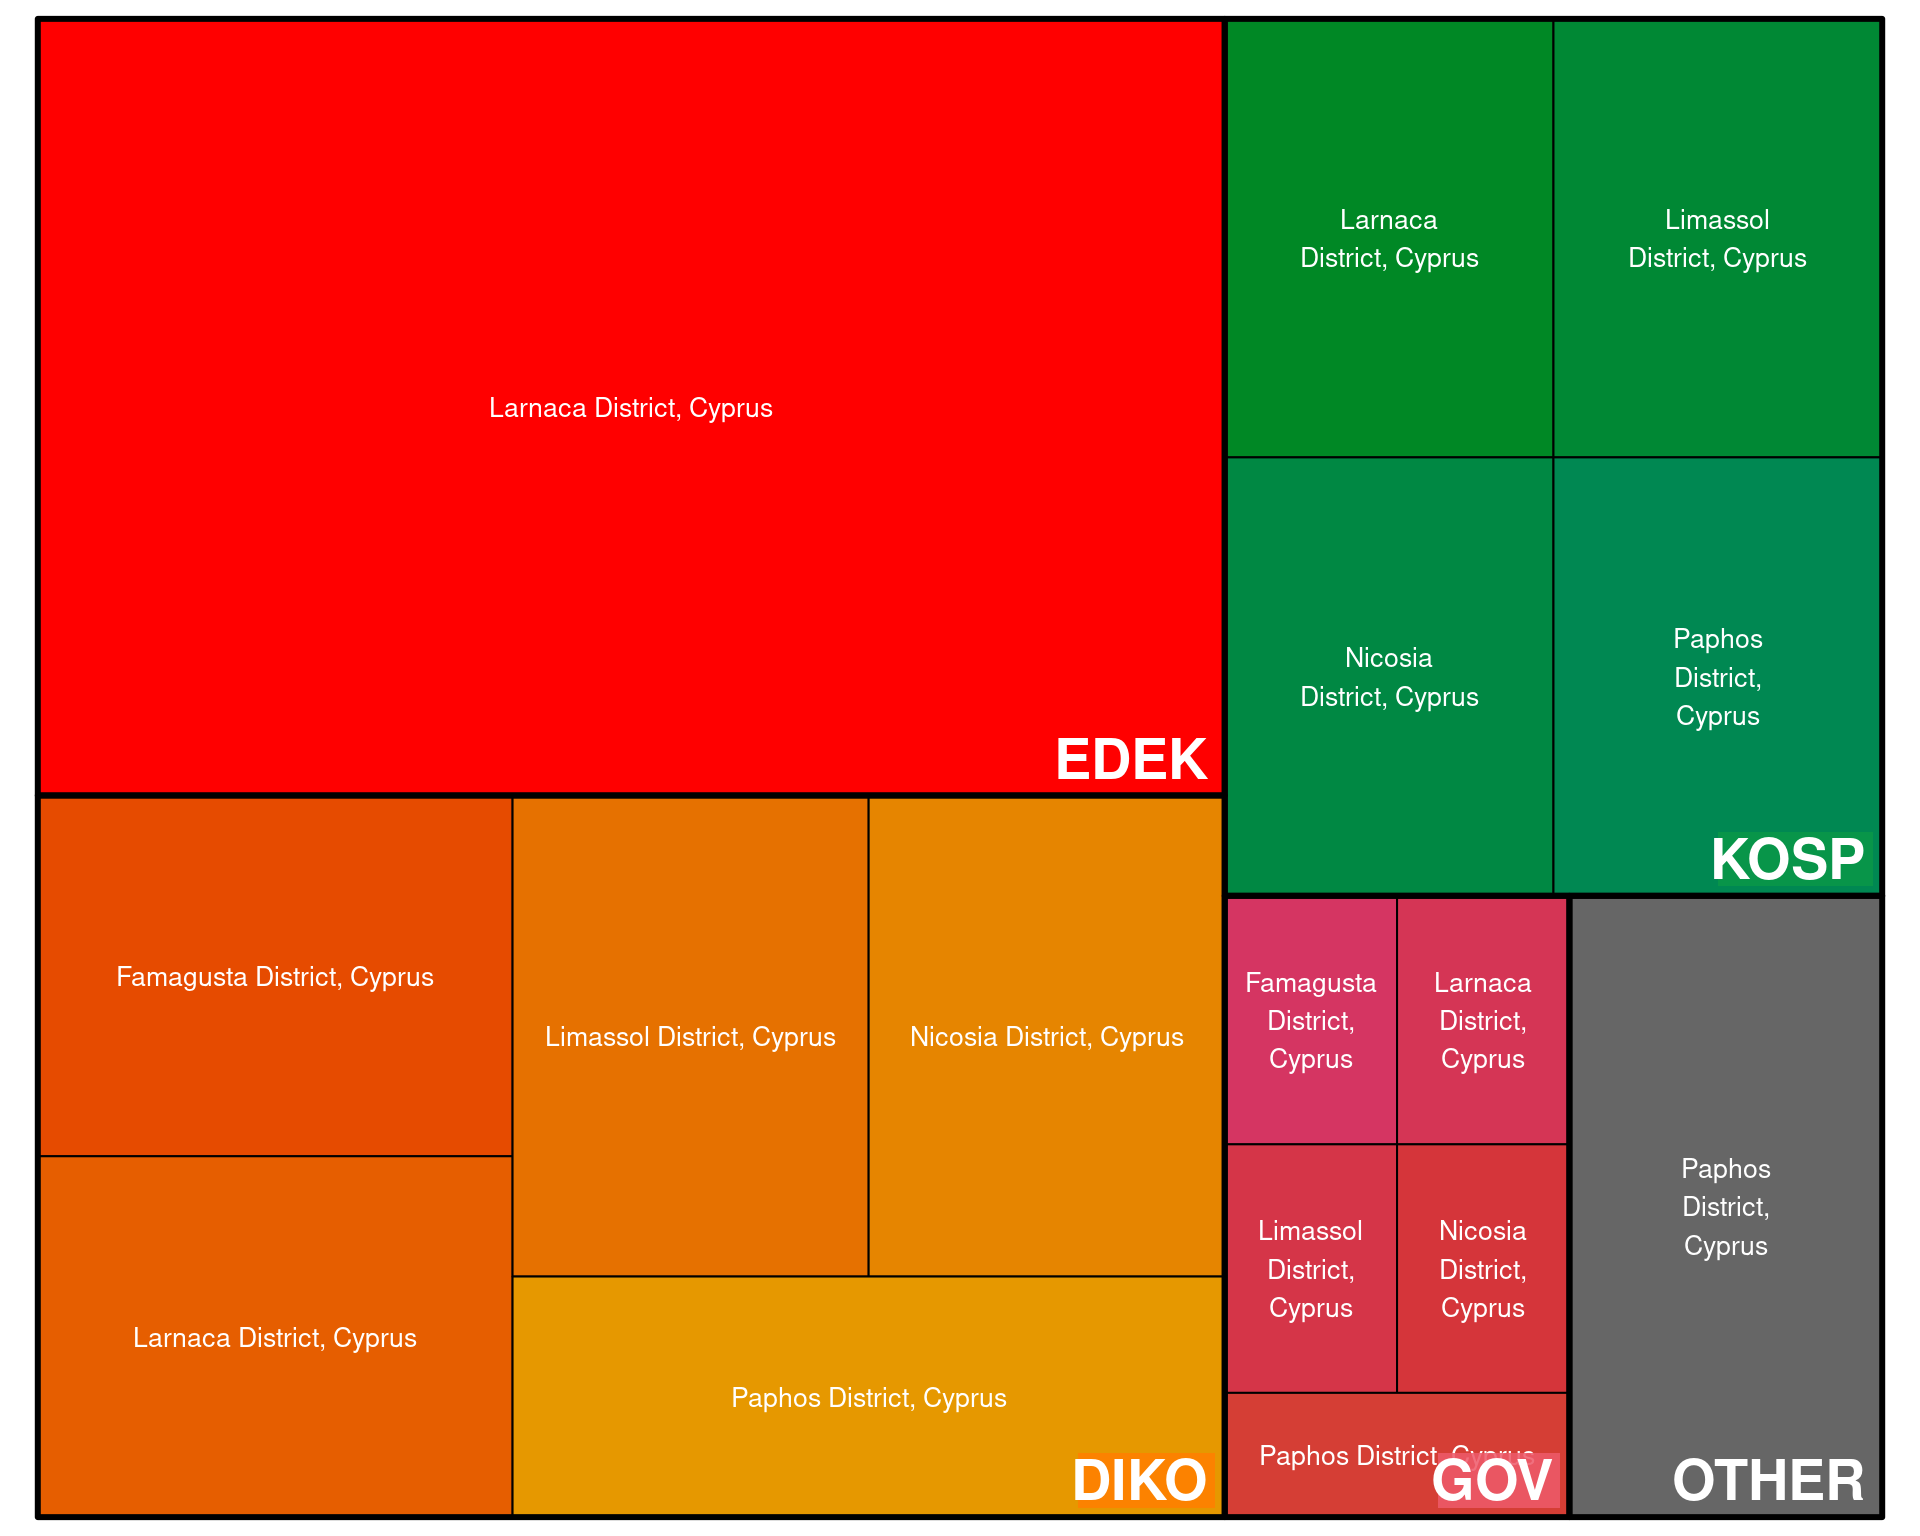 Larnaca District, Cyprus
EDEK
Larnaca
District, Cyprus
Limassol
District, Cyprus
Nicosia
District, Cyprus
Paphos
District,
Cyprus
KOSP
Famagusta District, Cyprus
Larnaca District, Cyprus
Limassol District, Cyprus
Nicosia District, Cyprus
Paphos District, Cyprus
DIKO
Famagusta
District,
Cyprus
Larnaca
District,
Cyprus
Limassol
District,
Cyprus
Nicosia
District,
Cyprus
Paphos District, Cyprus
GOV
Paphos
District,
Cyprus
OTHER